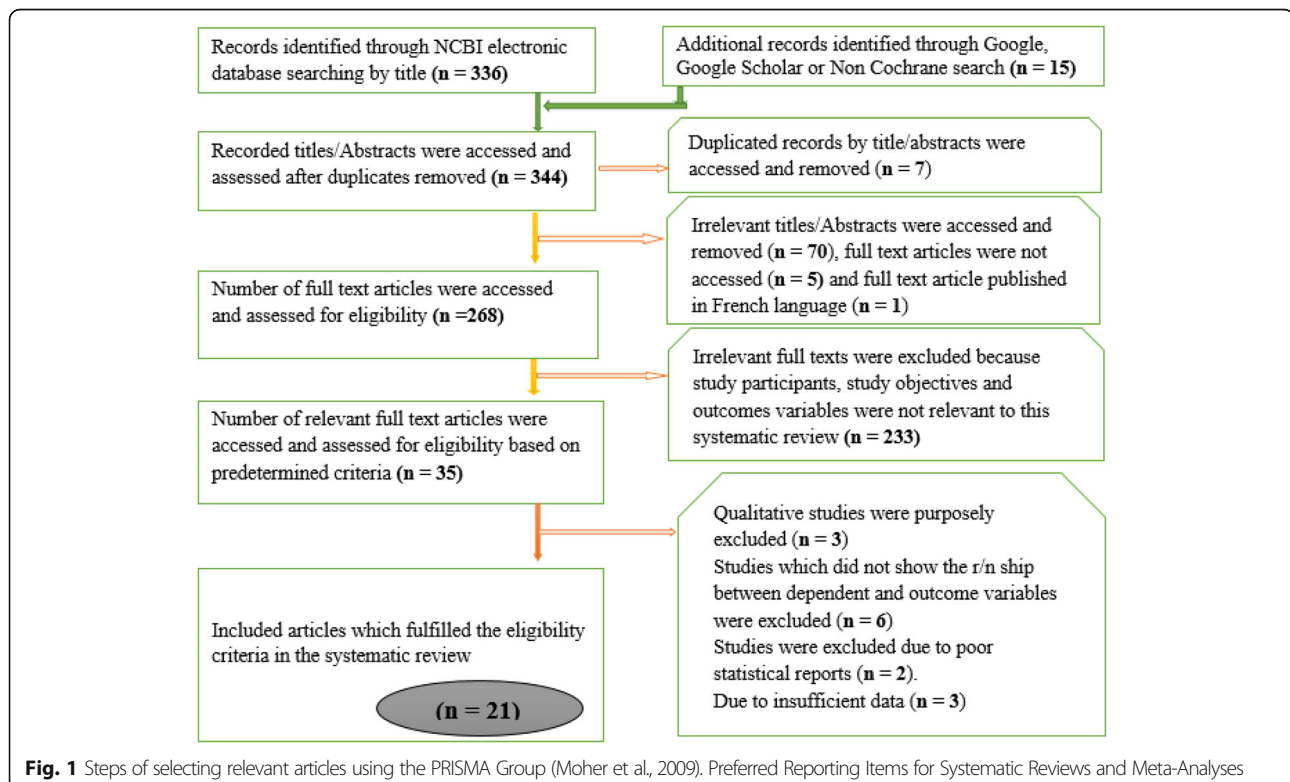 Records identified through NCBI electronic
database searching by title (n = 336)
Additional records identified through Google,
Google Scholar or Non Cochrane search (n = 15)
Recorded titles/Abstracts were accessed and
assessed after duplicates removed (n = 344)
Duplicated records by title/abstracts were
accessed and removed (n = 7)
Irrelevant titles/Abstracts were accessed and
removed (n = 70), full text articles were not
accessed (n = 5) and full text article published
in French language (n = 1)
Number of full text articles were accessed
and assessed for eligibility (n =268)
Irrelevant full texts were excluded because
study participants, study objectives and
outcomes variables were not relevant to this
systematic review (n = 233)
Number of relevant full text articles were
accessed and assessed for eligibility based on
predetermined criteria (n = 35)
Qualitative studies were purposely
excluded (n = 3)
Studies which did not show the r/n ship
between dependent and outcome variables
were excluded (n = 6)
Studies were excluded due to poor
statistical reports (n = 2).
Due to insufficient data (n = 3)
Included articles which fulfilled the eligibility
criteria in the systematic review
(n = 21)
Fig. 1 Steps of selecting relevant articles using the PRISMA Group (Moher et al., 2009). Preferred Reporting Items for Systematic Reviews and Meta-Analyses